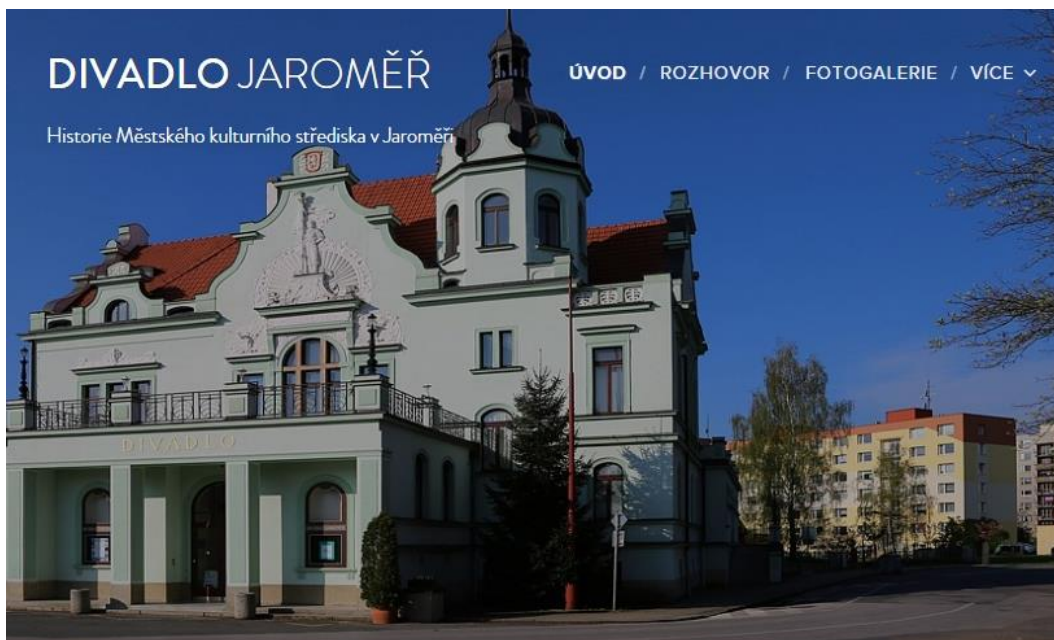 DIVADLO JAROMĚŘ
ÚVOD / ROZHOVOR / FOTOGALERIE / VÍCE
Historie Městského kulturního střediska v Jaroměři
DIVADLO